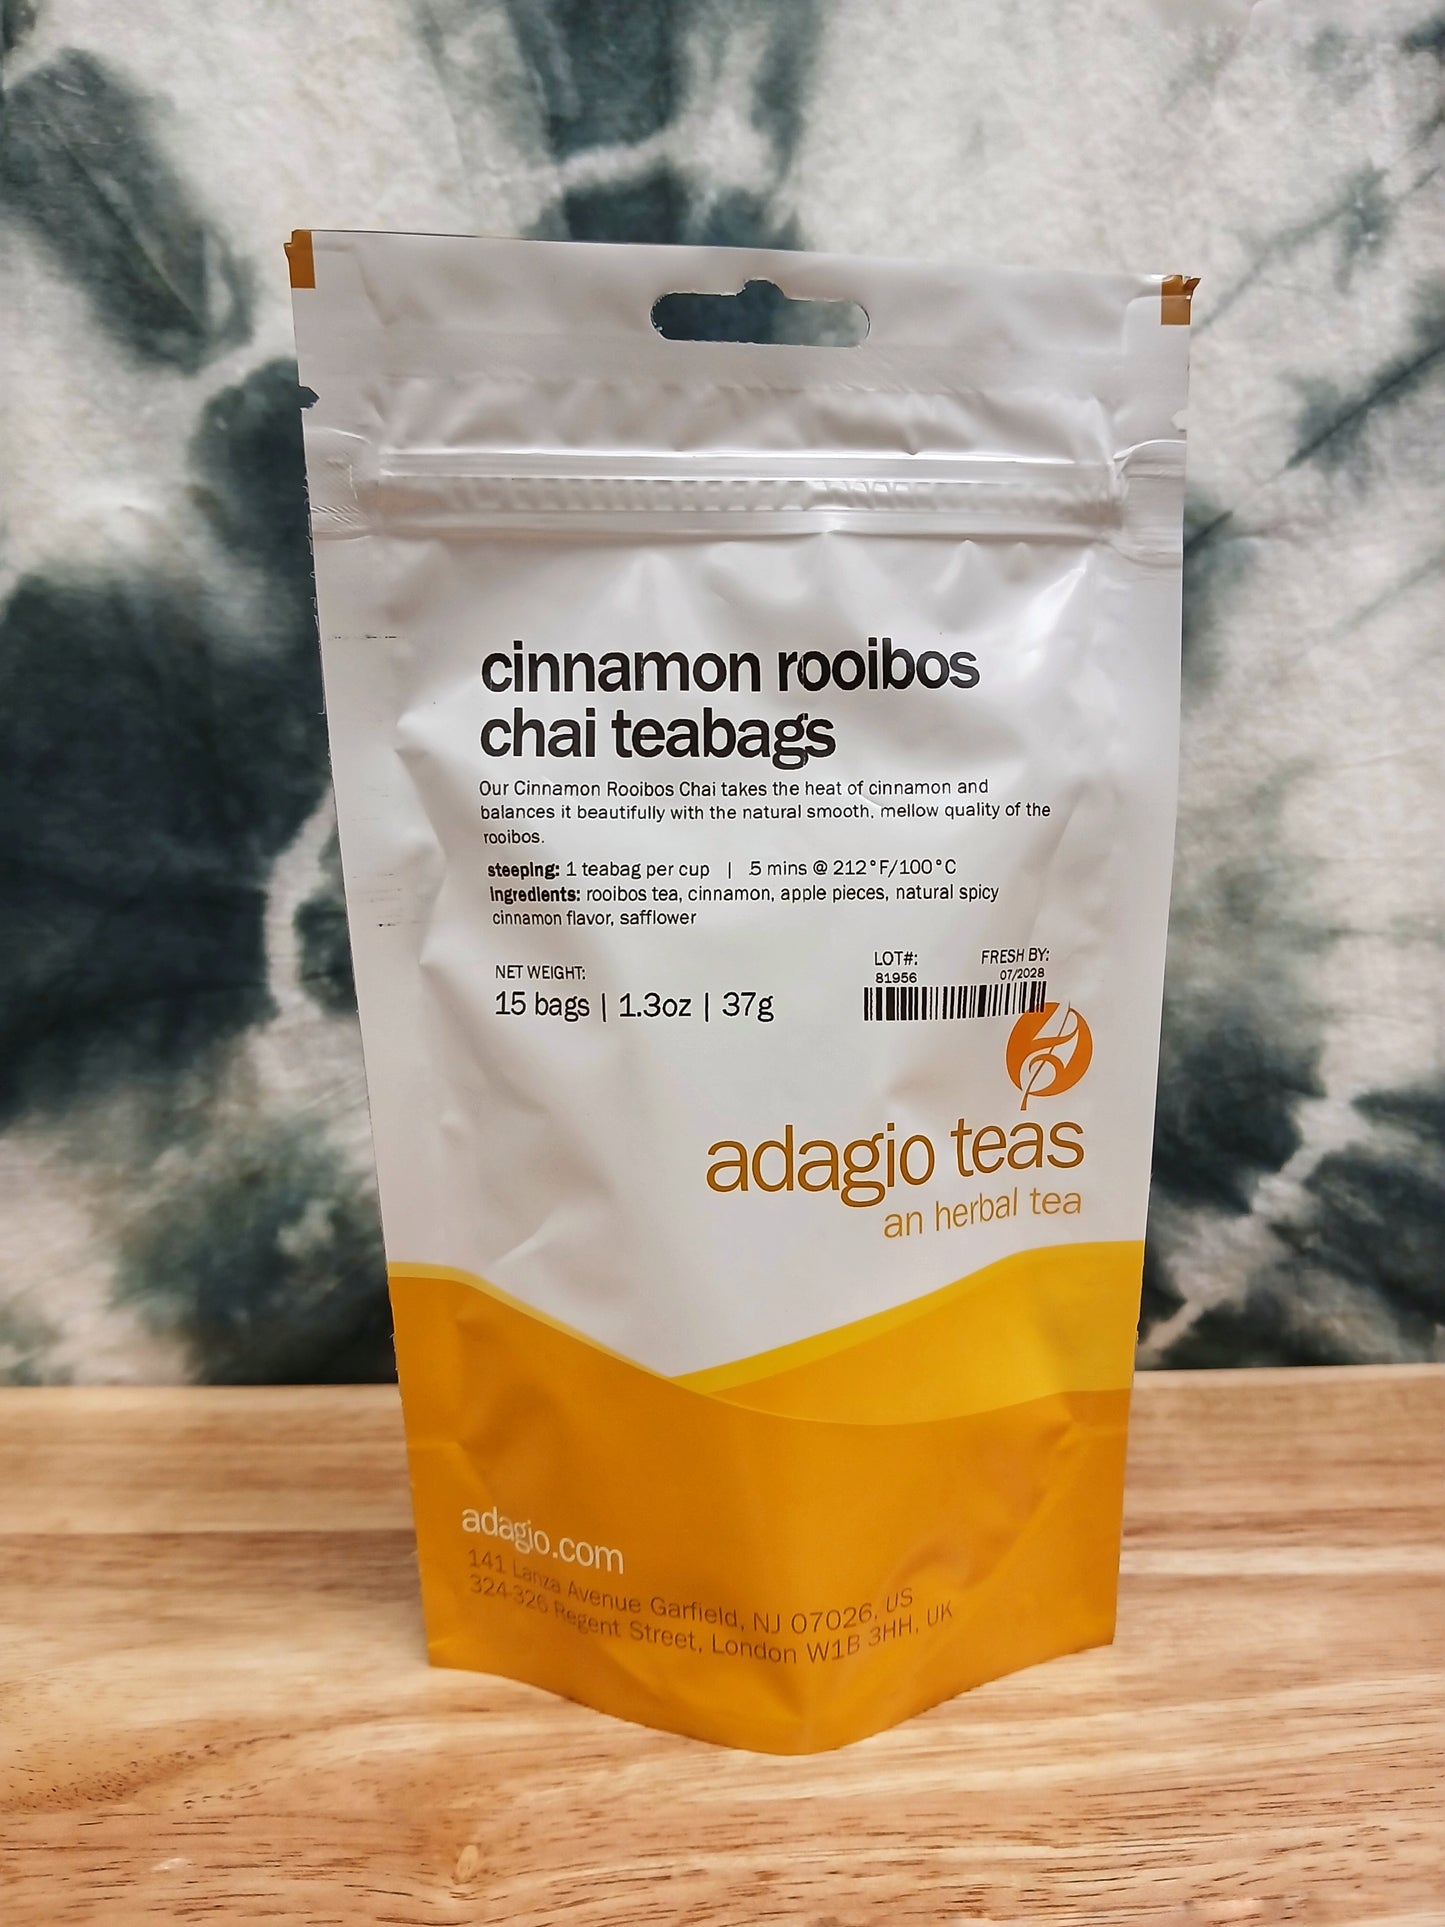 cinnamon rooibos
chai teabags
Our Cinnamon Rooibos Chai takes the heat of cinnamon and
balances it beautifully with the natural smooth, mellow quality of the
rooibos.
steeping: 1 teabag per cup | 5 mins @ 212°F/100°C
Ingredients: rooibos tea, cinnamon, apple pieces, natural spicy
cinnamon flavor, safflower
NET WEIGHT:
15 bags | 1.3oz | 37g
LOT#: FRESH BY:
81956 07/2028
adagio teas
an herbal tea
adagio.com
141 Lanza Avenue Garfield, NJ 07026, US
324-326 Regent Street, London W1B 3HH, UK